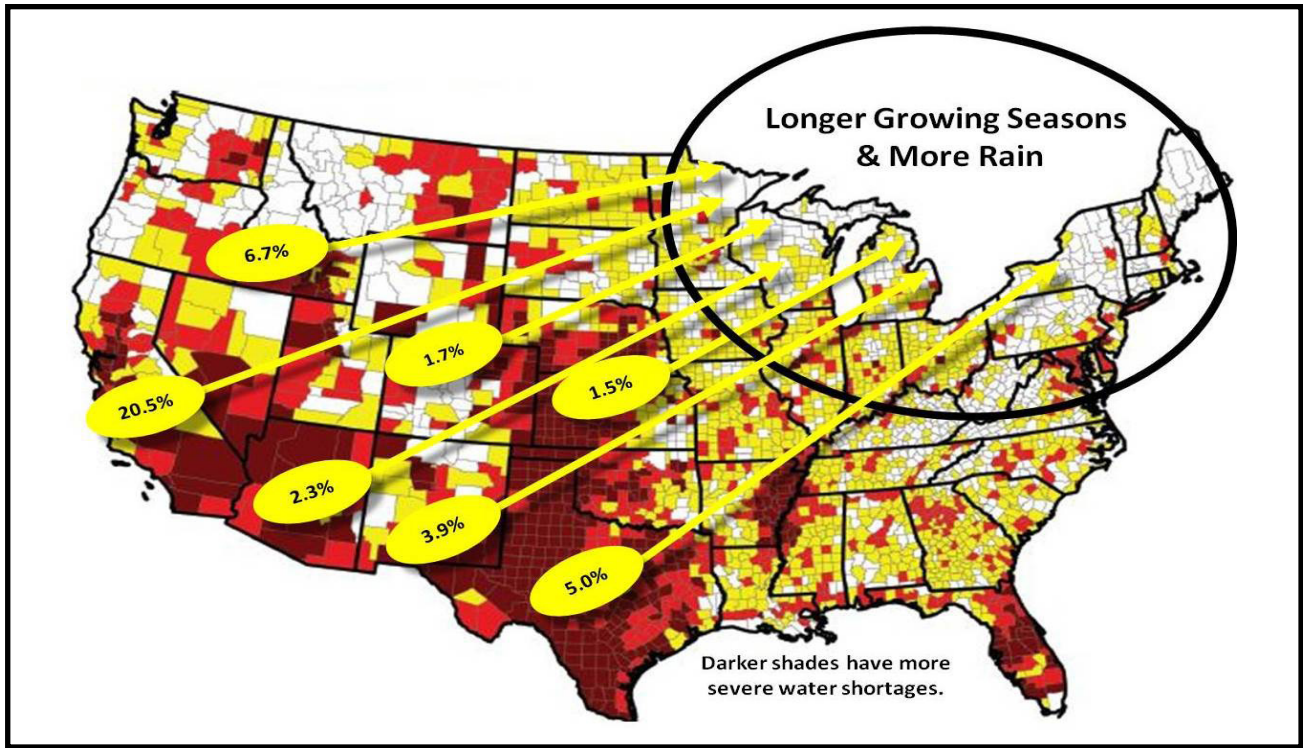 Longer Growing Seasons
& More Rain
6.7%
1.7%
20.5%
1.5%
2.3%
3.9%
5.0%
Darker shades have more
severe water shortages.